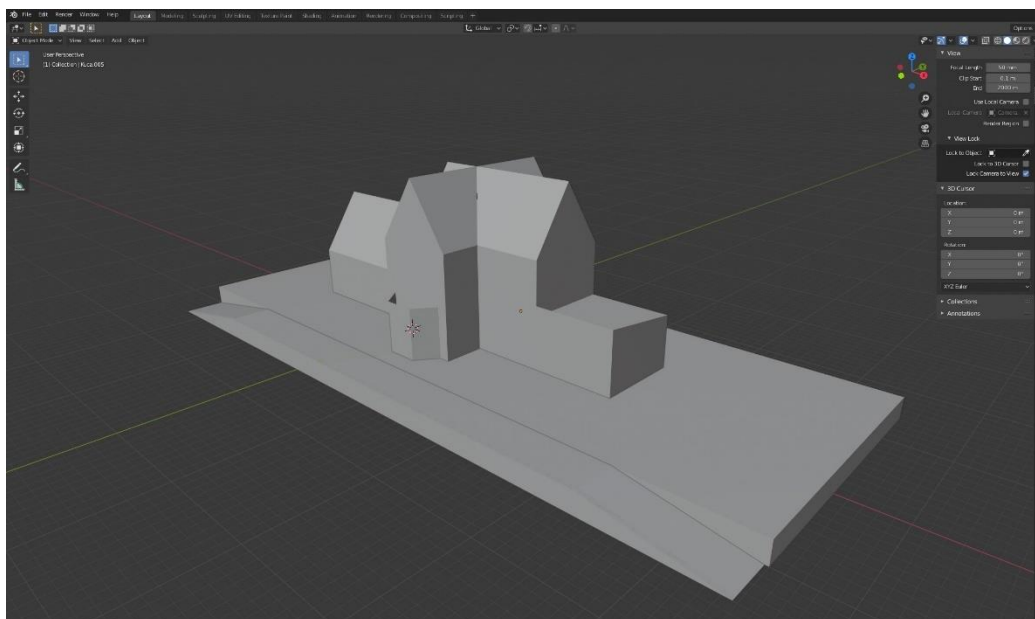 File Edit Render Window Help Layout Modeling Sculpting UV Editing Texture Paint Shading Animation Rendering Compositing Scripting +
Global
Options
Object Mode View Select Add Object
User Perspective
(1) Collection | Kuca.005
View
Focal Length 50 mm
Clip Start 0.1 m
End
Use Local Camera
Local Camera Camera
Render Region
View Lock
Lock to Object
Lock to 3D Cursor
Lock Camera to View
3D Cursor
Location:
X 0 m
Y 0 m
Z 0 m
Rotation:
X 0°
Y 0°
Z 0°
XYZ Euler
Collections
Annotations